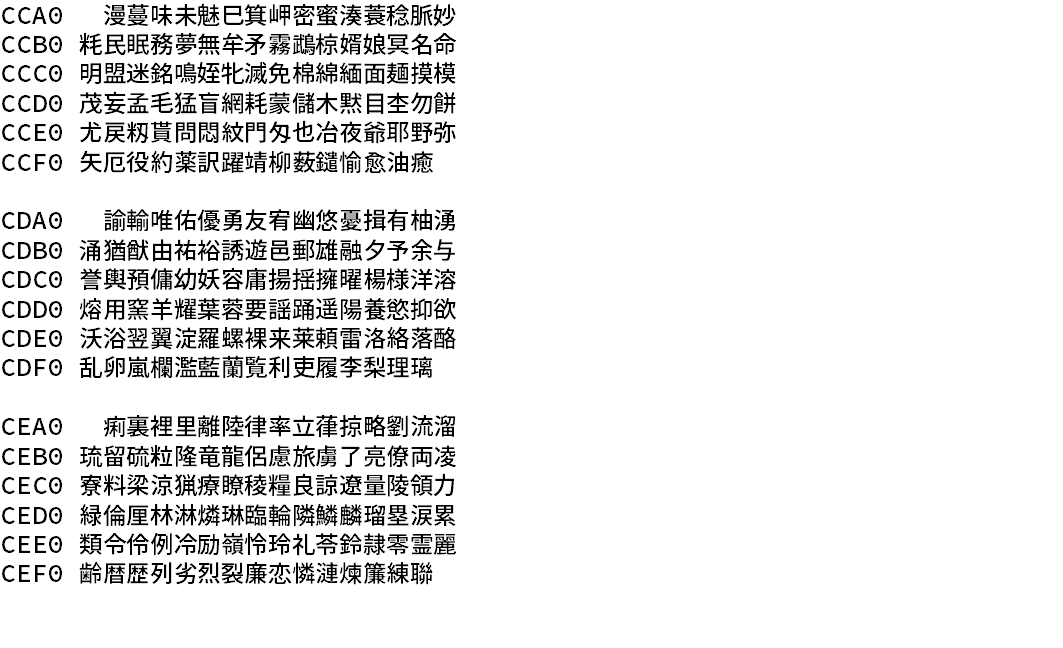 CCA0 漫蔓味未魅巳箕岬密蜜湊蓑稔脈妙
CCB0 粍民眠務夢無牟矛霧鵡椋婿娘冥名命
CCC0 明盟迷銘鳴姪牝滅免棉綿緬面麺摸模
CCD0 茂妄孟毛猛盲網耗蒙儲木黙目杢勿餅
CCE0 尤戻籾貰問悶紋門匁也冶夜爺耶野弥
CCF0 矢厄役約薬訳躍靖柳薮鑓愉愈油癒
CDA0 諭輸唯佑優勇友宥幽悠憂揖有柚湧
CDB0 涌猶猷由祐裕誘遊邑郵雄融夕予余与
CDC0 誉輿預傭幼妖容庸揚揺擁曜楊様洋溶
CDD0 熔用窯羊耀葉蓉要謡踊遥陽養慾抑欲
CDE0 沃浴翌翼淀羅螺裸来莱頼雷洛絡落酪
CDF0 乱卵嵐欄濫藍蘭覧利吏履李梨理璃
CEA0 痢裏裡里離陸律率立葎掠略劉流溜
CEB0 琉留硫粒隆竜龍侶慮旅虜了亮僚両凌
CEC0 寮料梁涼猟療瞭稜糧良諒遼量陵領力
CED0 緑倫厘林淋燐琳臨輪隣鱗麟瑠塁涙累
CEE0 類令伶例冷励嶺怜玲礼苓鈴隷零霊麗
CEF0 齢暦歴列劣烈裂廉恋憐漣煉簾練聯